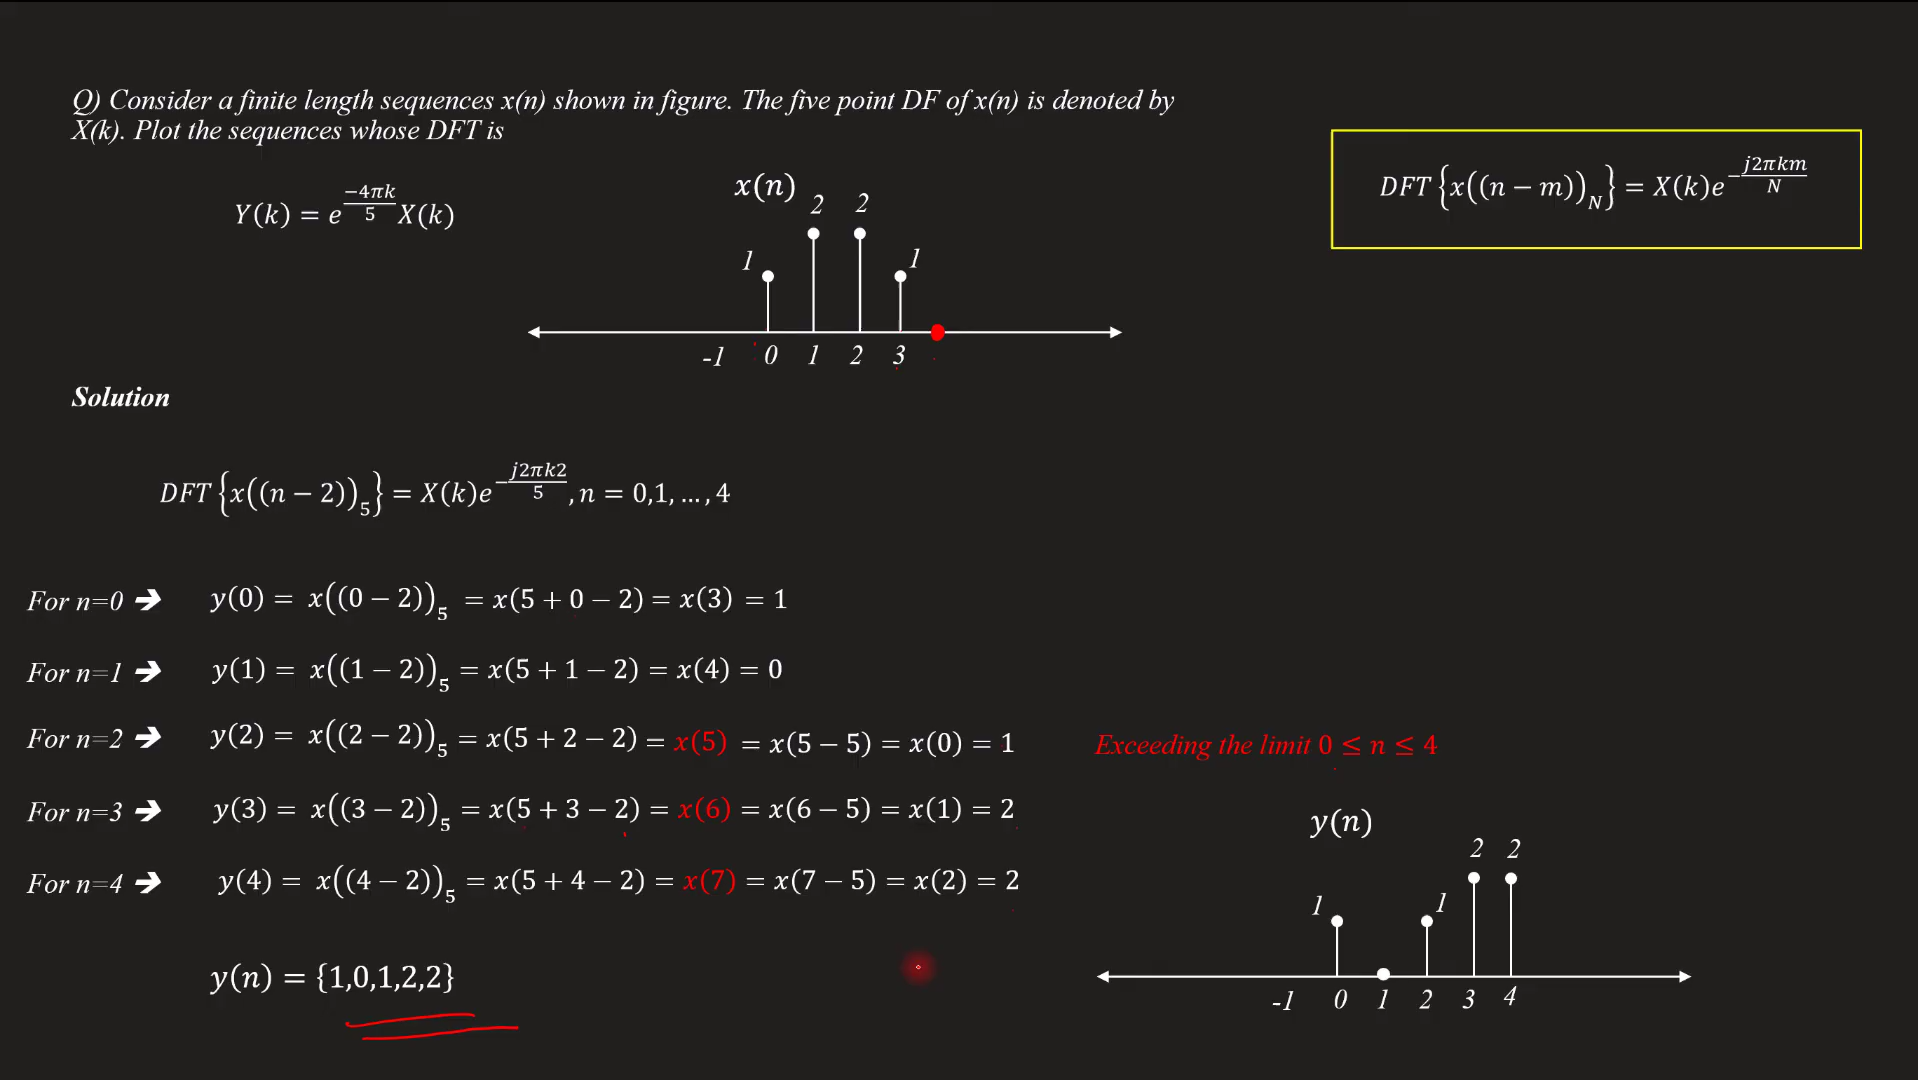 Q) Consider a finite length sequences x(n) shown in figure. The five point DF of x(n) is denoted by
X(k). Plot the sequences whose DFT is
Y(k) = e^{\frac{-4πk}{5}} X(k)
x(n)
2 2
1 1
-1 0 1 2 3
DFT{x((n − m))_N} = X(k)e^{-\frac{j2πkm}{N}}
Solution
DFT{x((n − 2))_5} = X(k)e^{-\frac{j2πk2}{5}}, n = 0,1, … , 4
For n=0 ➔ y(0) = x((0 − 2))_5 = x(5 + 0 − 2) = x(3) = 1
For n=1 ➔ y(1) = x((1 − 2))_5 = x(5 + 1 − 2) = x(4) = 0
For n=2 ➔ y(2) = x((2 − 2))_5 = x(5 + 2 − 2) = x(5) = x(5 − 5) = x(0) = 1 Exceeding the limit 0 ≤ n ≤ 4
For n=3 ➔ y(3) = x((3 − 2))_5 = x(5 + 3 − 2) = x(6) = x(6 − 5) = x(1) = 2
For n=4 ➔ y(4) = x((4 − 2))_5 = x(5 + 4 − 2) = x(7) = x(7 − 5) = x(2) = 2
y(n) = {1,0,1,2,2}
y(n)
2 2
1 1
-1 0 1 2 3 4